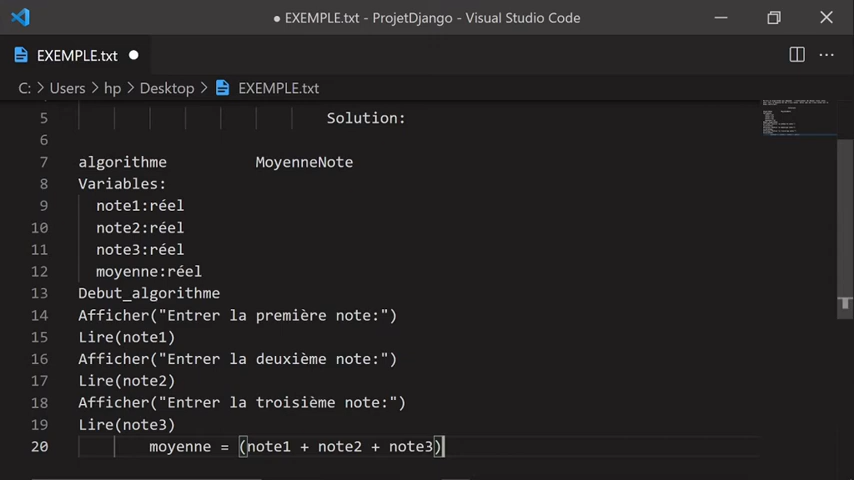 ● EXEMPLE.txt - ProjetDjango - Visual Studio Code
EXEMPLE.txt ●
C: > Users > hp > Desktop > EXEMPLE.txt
5 Solution:
6
7 algorithme MoyenneNote
8 Variables:
9 note1:réel
10 note2:réel
11 note3:réel
12 moyenne:réel
13 Debut_algorithme
14 Afficher("Entrer la première note:")
15 Lire(note1)
16 Afficher("Entrer la deuxième note:")
17 Lire(note2)
18 Afficher("Entrer la troisième note:")
19 Lire(note3)
20 moyenne = (note1 + note2 + note3)